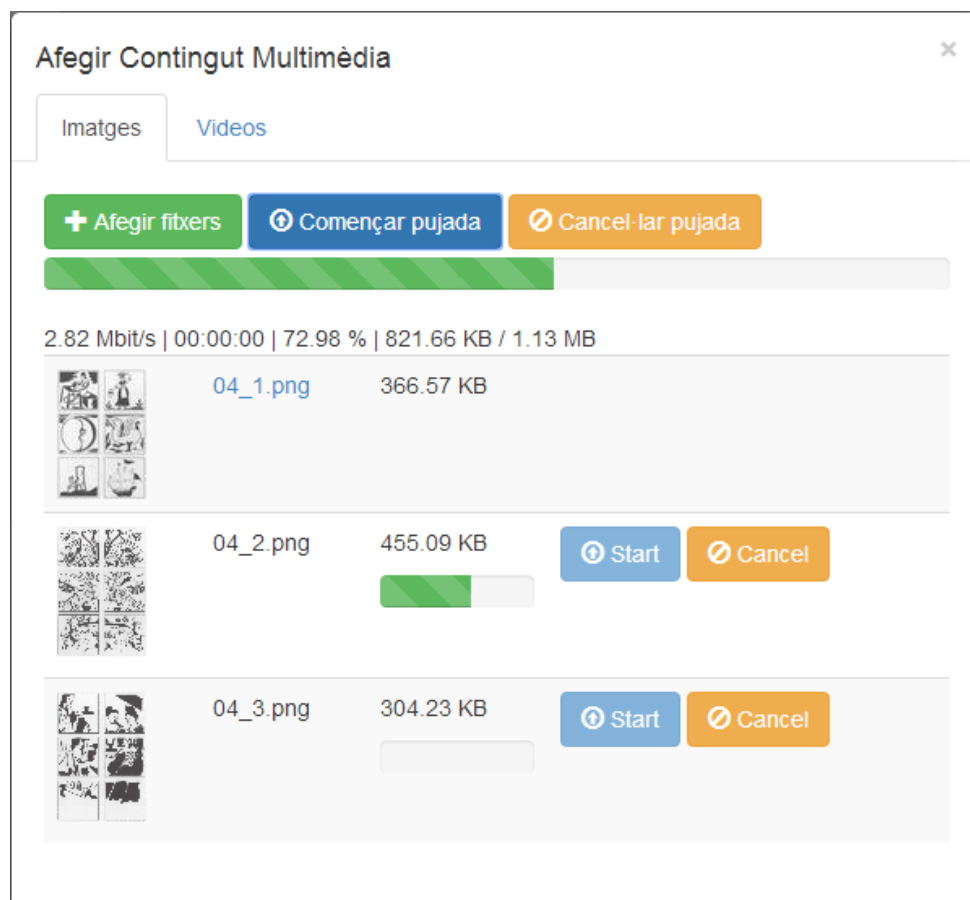 Afegir Contingut Multimèdia ×
Imatges Videos
Afegir fitxers Començar pujada Cancel·lar pujada
2.82 Mbit/s | 00:00:00 | 72.98 % | 821.66 KB / 1.13 MB
04_1.png 366.57 KB
04_2.png 455.09 KB Start Cancel
04_3.png 304.23 KB Start Cancel